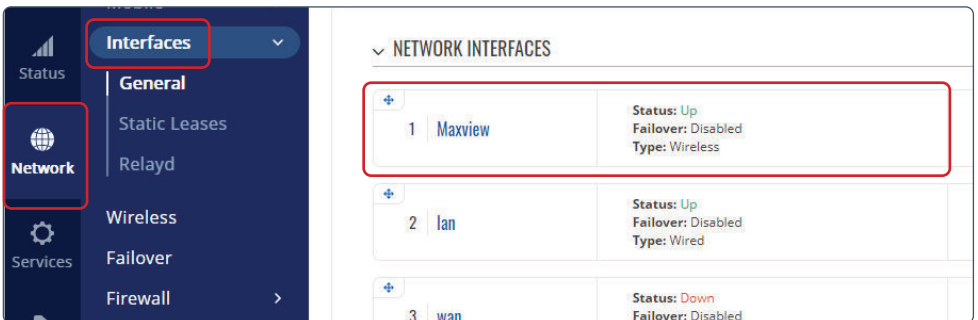 Status
Network
Services
Interfaces
General
Static Leases
Relayd
Wireless
Failover
Firewall
NETWORK INTERFACES
1 Maxview
Status: Up
Failover: Disabled
Type: Wireless
2 lan
Status: Up
Failover: Disabled
Type: Wired
3 wan
Status: Down
Failover: Disabled